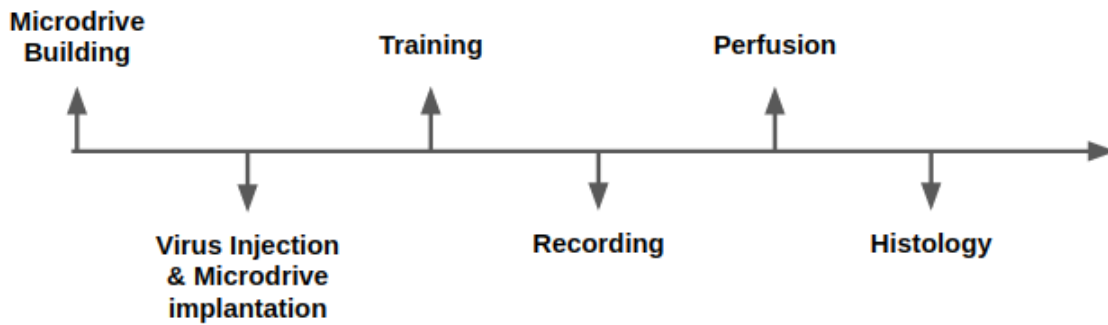 Microdrive
Building
Training
Perfusion
Virus Injection
& Microdrive
implantation
Recording
Histology